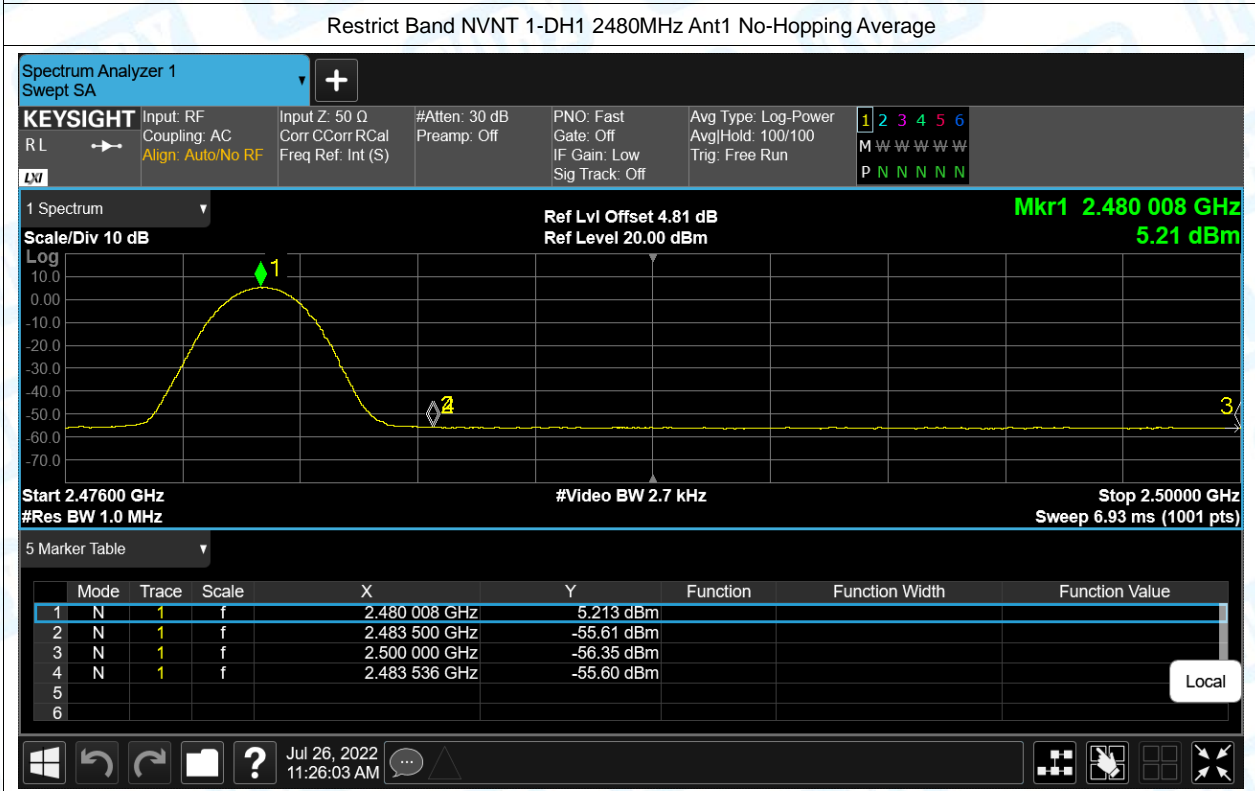 Restrict Band NVNT 1-DH1 2480MHz Ant1 No-Hopping Average
Spectrum Analyzer 1
Swept SA
+
KEYSIGHT
RL
LXI
Input: RF
Coupling: AC
Align: Auto/No RF
Input Z: 50 Ω
Corr CCorr RCal
Freq Ref: Int (S)
#Atten: 30 dB
Preamp: Off
PNO: Fast
Gate: Off
IF Gain: Low
Sig Track: Off
Avg Type: Log-Power
Avg|Hold: 100/100
Trig: Free Run
1 2 3 4 5 6
M W W W W W
P N N N N N
1 Spectrum
Scale/Div 10 dB
Ref Lvl Offset 4.81 dB
Ref Level 20.00 dBm
Mkr1 2.480 008 GHz
5.21 dBm
Log
10.0
0.00
-10.0
-20.0
-30.0
-40.0
-50.0
-60.0
-70.0
1
2
4
3
Start 2.47600 GHz
#Res BW 1.0 MHz
#Video BW 2.7 kHz
Stop 2.50000 GHz
Sweep 6.93 ms (1001 pts)
5 Marker Table
Mode Trace Scale X Y Function Function Width Function Value
1 N 1 f 2.480 008 GHz 5.213 dBm
2 N 1 f 2.483 500 GHz -55.61 dBm
3 N 1 f 2.500 000 GHz -56.35 dBm
4 N 1 f 2.483 536 GHz -55.60 dBm
5
6
Local
?
Jul 26, 2022
11:26:03 AM